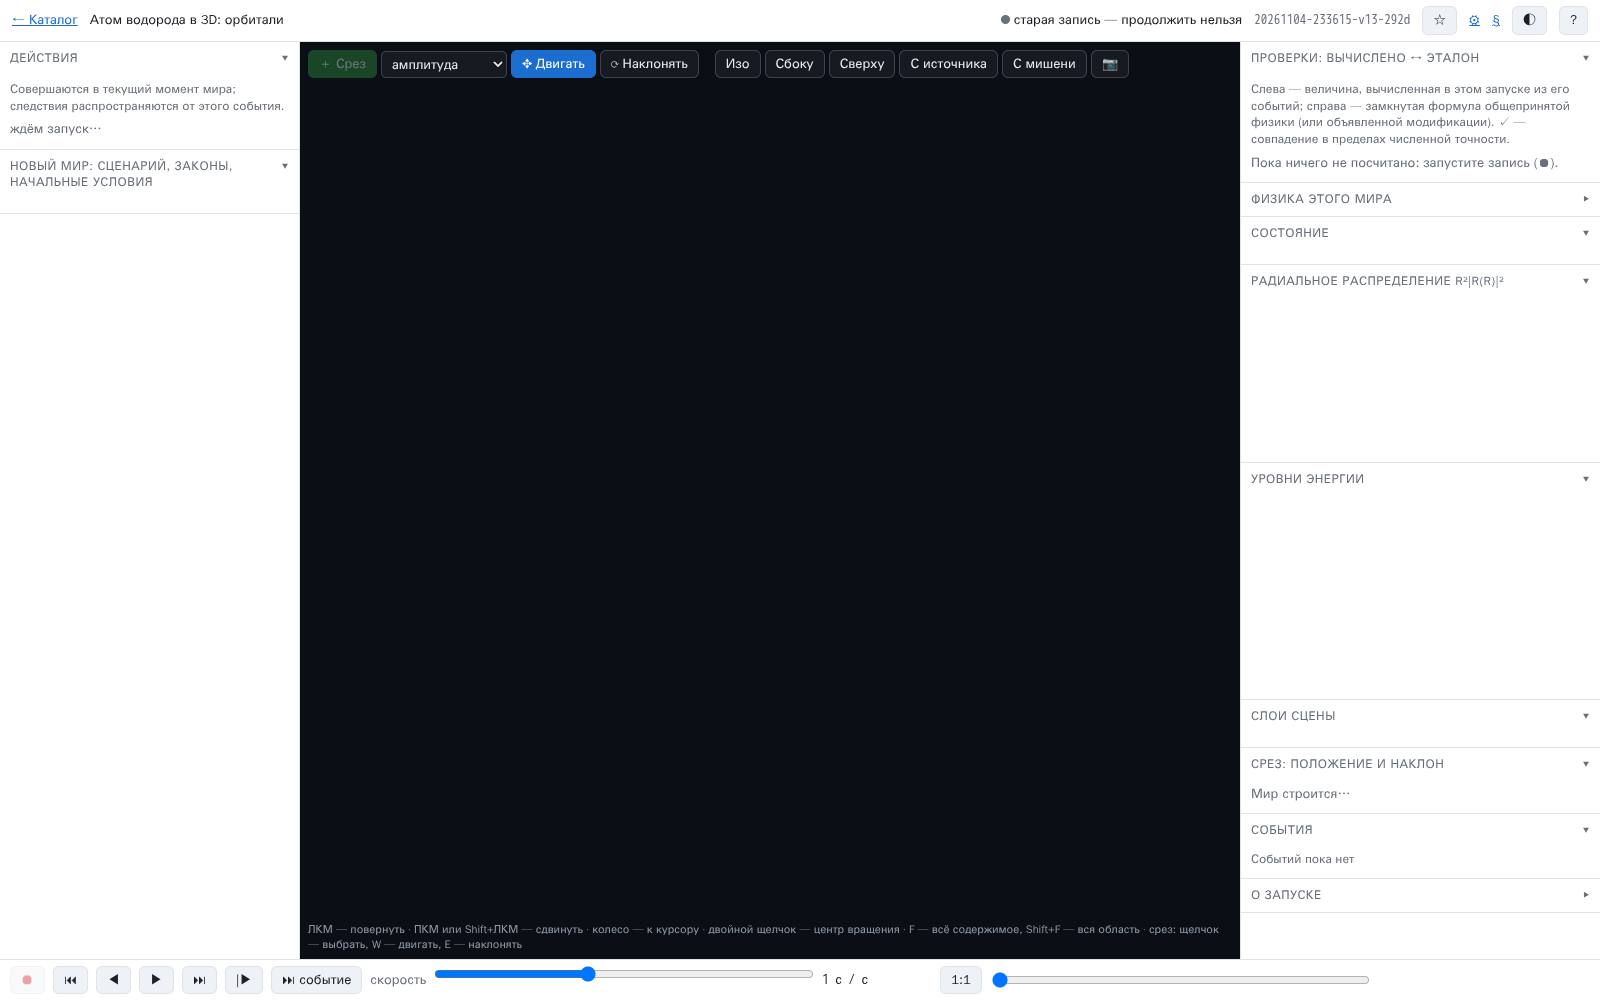 ← Каталог Атом водорода в 3D: орбитали
старая запись — продолжить нельзя 20261104-233615-v13-292d ☆ ⚙ § ◐ ?
ДЕЙСТВИЯ ▾
Совершаются в текущий момент мира;
следствия распространяются от этого события.
ждём запуск…
НОВЫЙ МИР: СЦЕНАРИЙ, ЗАКОНЫ,
НАЧАЛЬНЫЕ УСЛОВИЯ ▾
+ Срез амплитуда ✥ Двигать ⟳ Наклонять Изо Сбоку Сверху С источника С мишени 📷
ЛКМ — повернуть · ПКМ или Shift+ЛКМ — сдвинуть · колесо — к курсору · двойной щелчок — центр вращения · F — всё содержимое, Shift+F — вся область · срез: щелчок
— выбрать, W — двигать, E — наклонять
ПРОВЕРКИ: ВЫЧИСЛЕНО ↔ ЭТАЛОН ▾
Слева — величина, вычисленная в этом запуске из его
событий; справа — замкнутая формула общепринятой
физики (или объявленной модификации). ✓ —
совпадение в пределах численной точности.
Пока ничего не посчитано: запустите запись (⏺).
ФИЗИКА ЭТОГО МИРА ▸
СОСТОЯНИЕ ▾
РАДИАЛЬНОЕ РАСПРЕДЕЛЕНИЕ R²|R(R)|² ▾
УРОВНИ ЭНЕРГИИ ▾
СЛОИ СЦЕНЫ ▾
СРЕЗ: ПОЛОЖЕНИЕ И НАКЛОН ▾
Мир строится…
СОБЫТИЯ ▾
Событий пока нет
О ЗАПУСКЕ ▸
⏺ ⏮ ◀ ▶ ⏭ |▶ ⏭ событие скорость 1 с / с 1:1